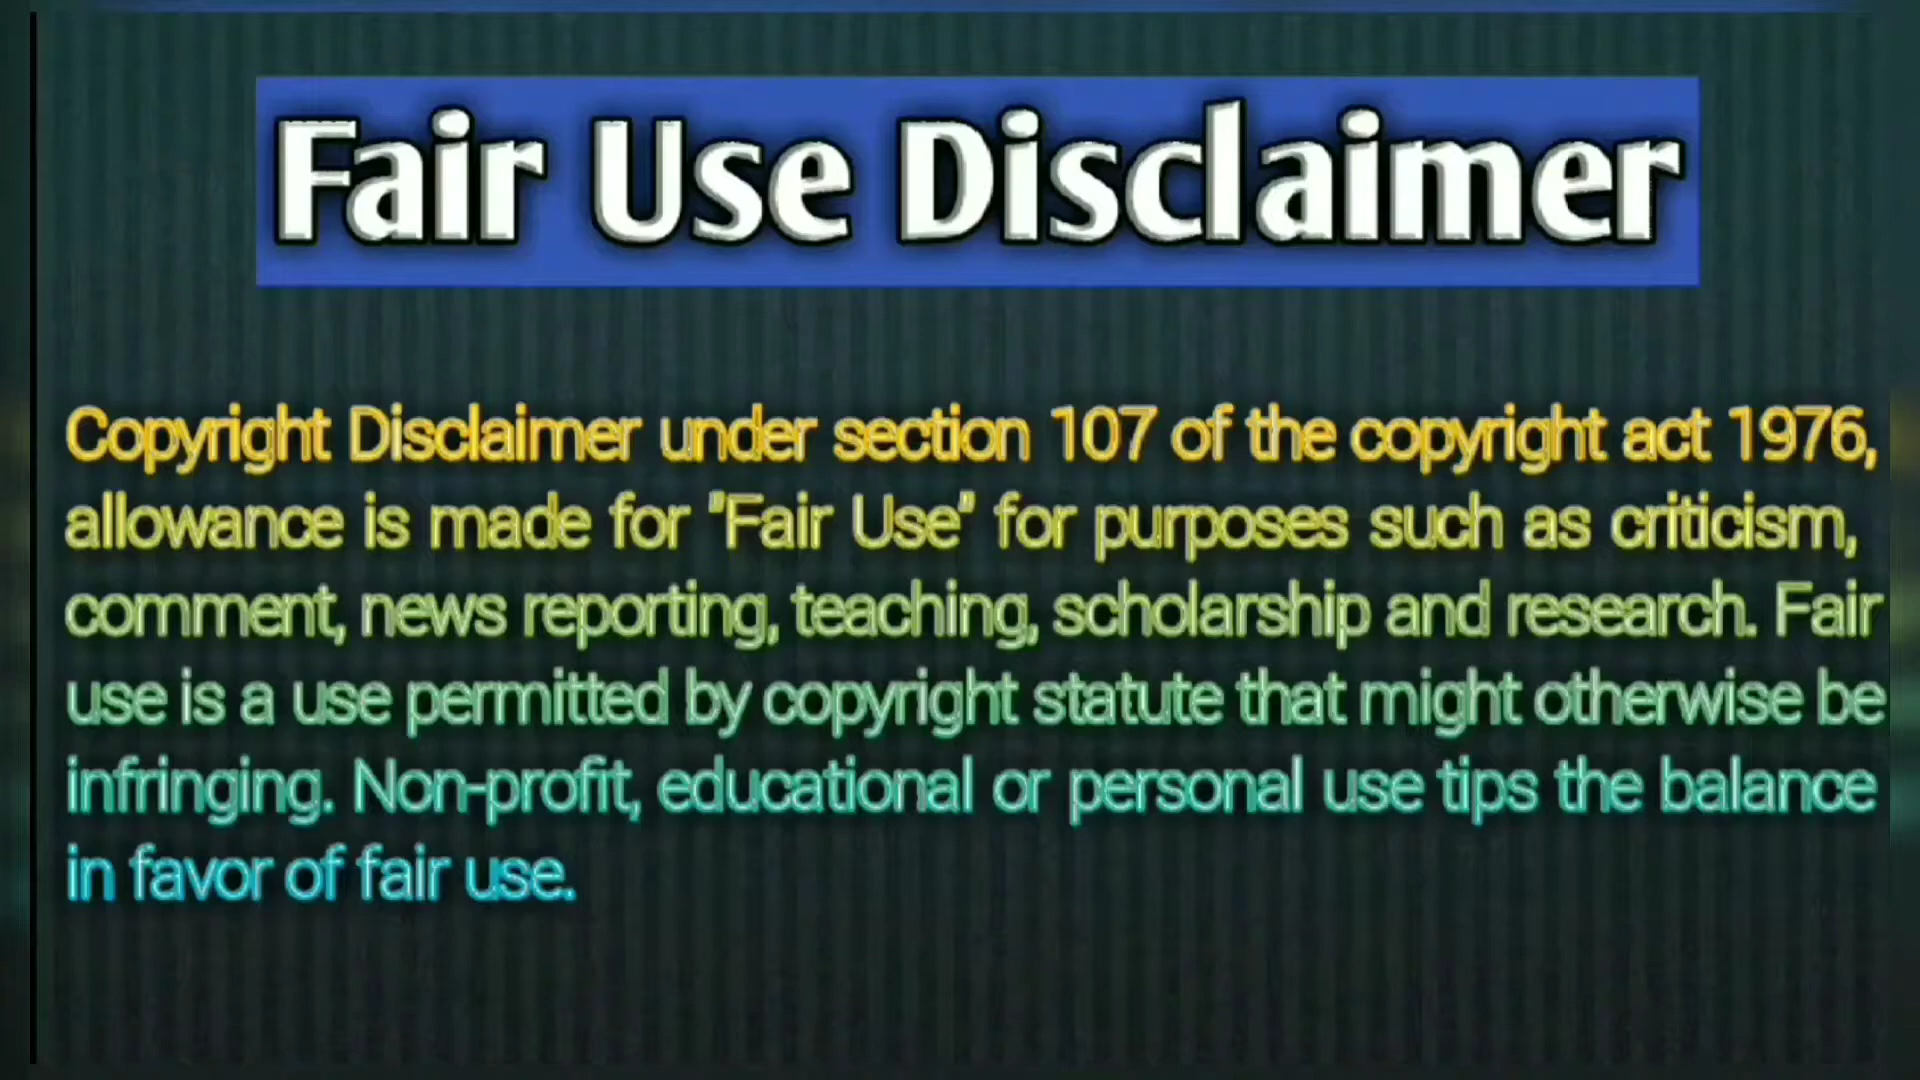 Fair Use Disclaimer
Copyright Disclaimer under section 107 of the copyright act 1976,
allowance is made for "Fair Use" for purposes such as criticism,
comment, news reporting, teaching, scholarship and research. Fair
use is a use permitted by copyright statute that might otherwise be
infringing. Non-profit, educational or personal use tips the balance
in favor of fair use.